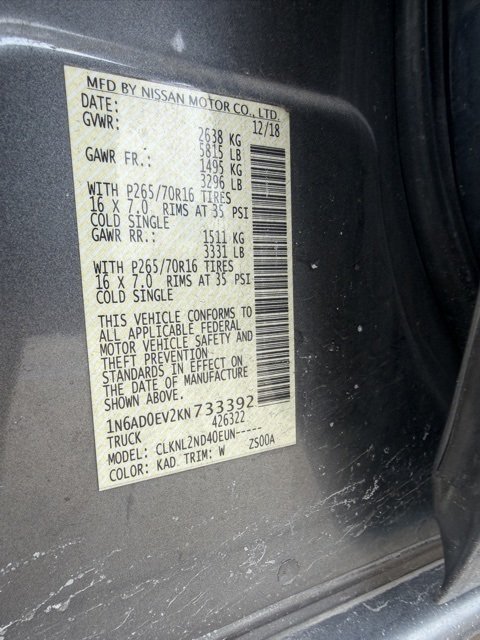 MFD BY NISSAN MOTOR CO., LTD.
DATE: 12/18
GVWR: 2638 KG
5815 LB
GAWR FR.: 1495 KG
3296 LB
WITH P265/70R16 TIRES
16 X 7.0 RIMS AT 35 PSI
COLD SINGLE
GAWR RR.: 1511 KG
3331 LB
WITH P265/70R16 TIRES
16 X 7.0 RIMS AT 35 PSI
COLD SINGLE
THIS VEHICLE CONFORMS TO
ALL APPLICABLE FEDERAL
MOTOR VEHICLE SAFETY AND
THEFT PREVENTION
STANDARDS IN EFFECT ON
THE DATE OF MANUFACTURE
SHOWN ABOVE.
1N6AD0EV2KN733392
TRUCK 426322
MODEL: CLKNL2ND40EUN-----
COLOR: KAD TRIM: W ZS00A